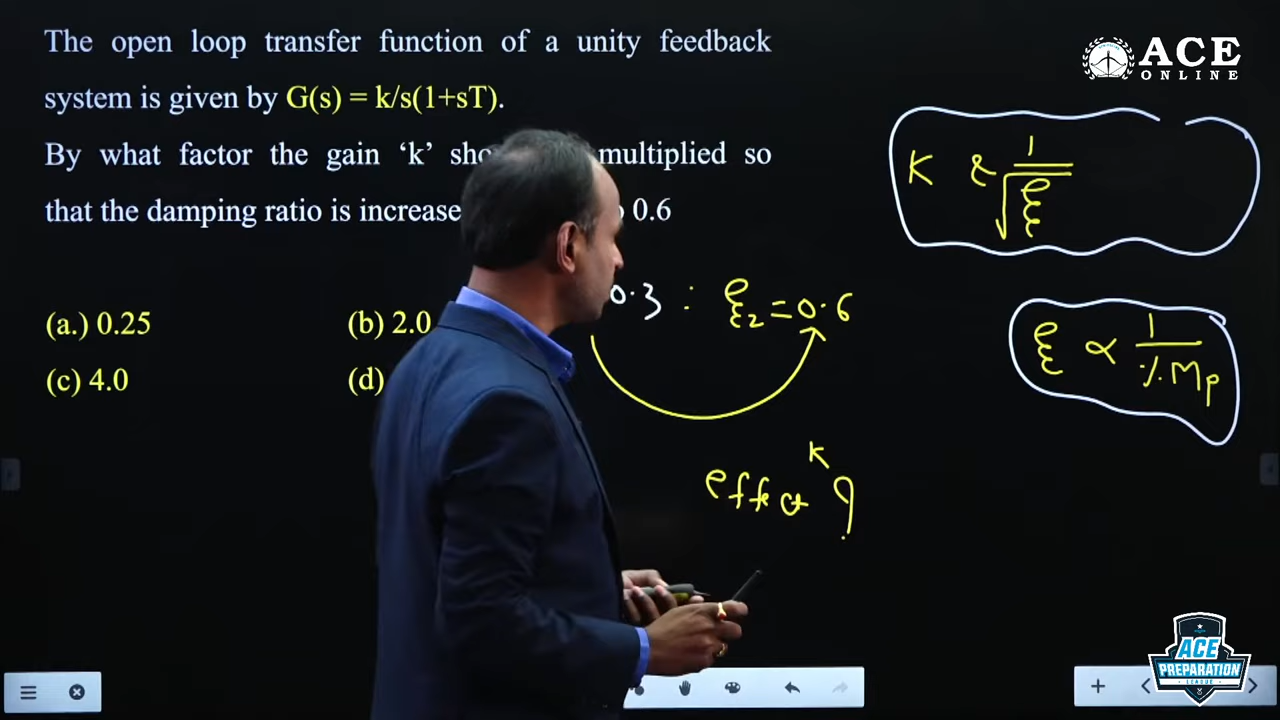 The open loop transfer function of a unity feedback
system is given by G(s) = k/s(1+sT).
By what factor the gain ‘k’ multiplied so
that the damping ratio is 0.6
(a.) 0.25
(b) 2.0
(c) 4.0
(d)
0.3 : ξ₂ = 0.6
effect K ?
ACE
ONLINE
K 1/√ξ
ξ ∝ 1/%Mp
ACE
PREPARATION
LEAGUE